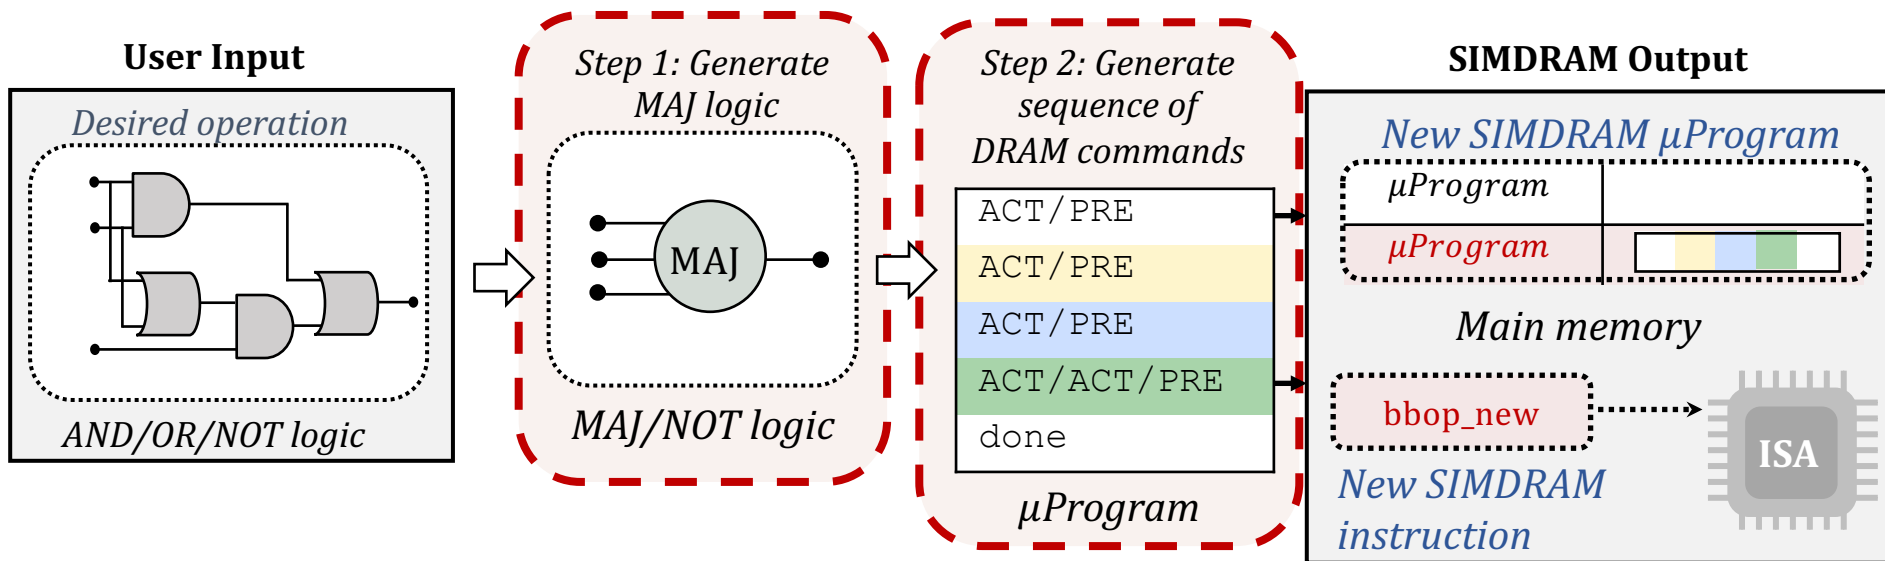 User Input
Desired operation
AND/OR/NOT logic
Step 1: Generate
MAJ logic
MAJ
MAJ/NOT logic
Step 2: Generate
sequence of
DRAM commands
ACT/PRE
ACT/PRE
ACT/PRE
ACT/ACT/PRE
done
μProgram
SIMDRAM Output
New SIMDRAM μProgram
μProgram
μProgram
Main memory
bbop_new
ISA
New SIMDRAM
instruction